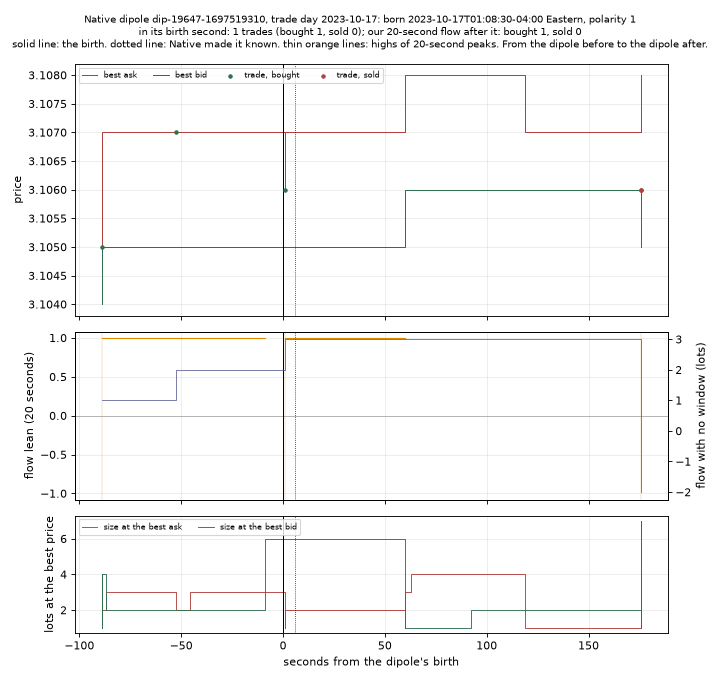 Native dipole dip-19647-1697519310, trade day 2023-10-17: born 2023-10-17T01:08:30-04:00 Eastern, polarity 1
in its birth second: 1 trades (bought 1, sold 0); our 20-second flow after it: bought 1, sold 0
solid line: the birth. dotted line: Native made it known. thin orange lines: highs of 20-second peaks. From the dipole before to the dipole after.
best ask best bid trade, bought trade, sold
3.1080
3.1075
3.1070
3.1065
3.1060
3.1055
3.1050
3.1045
3.1040
price
1.0
0.5
0.0
−0.5
−1.0
flow lean (20 seconds)
3
2
1
0
−1
−2
flow with no window (lots)
size at the best ask size at the best bid
6
4
2
lots at the best price
−100 −50 0 50 100 150
seconds from the dipole's birth